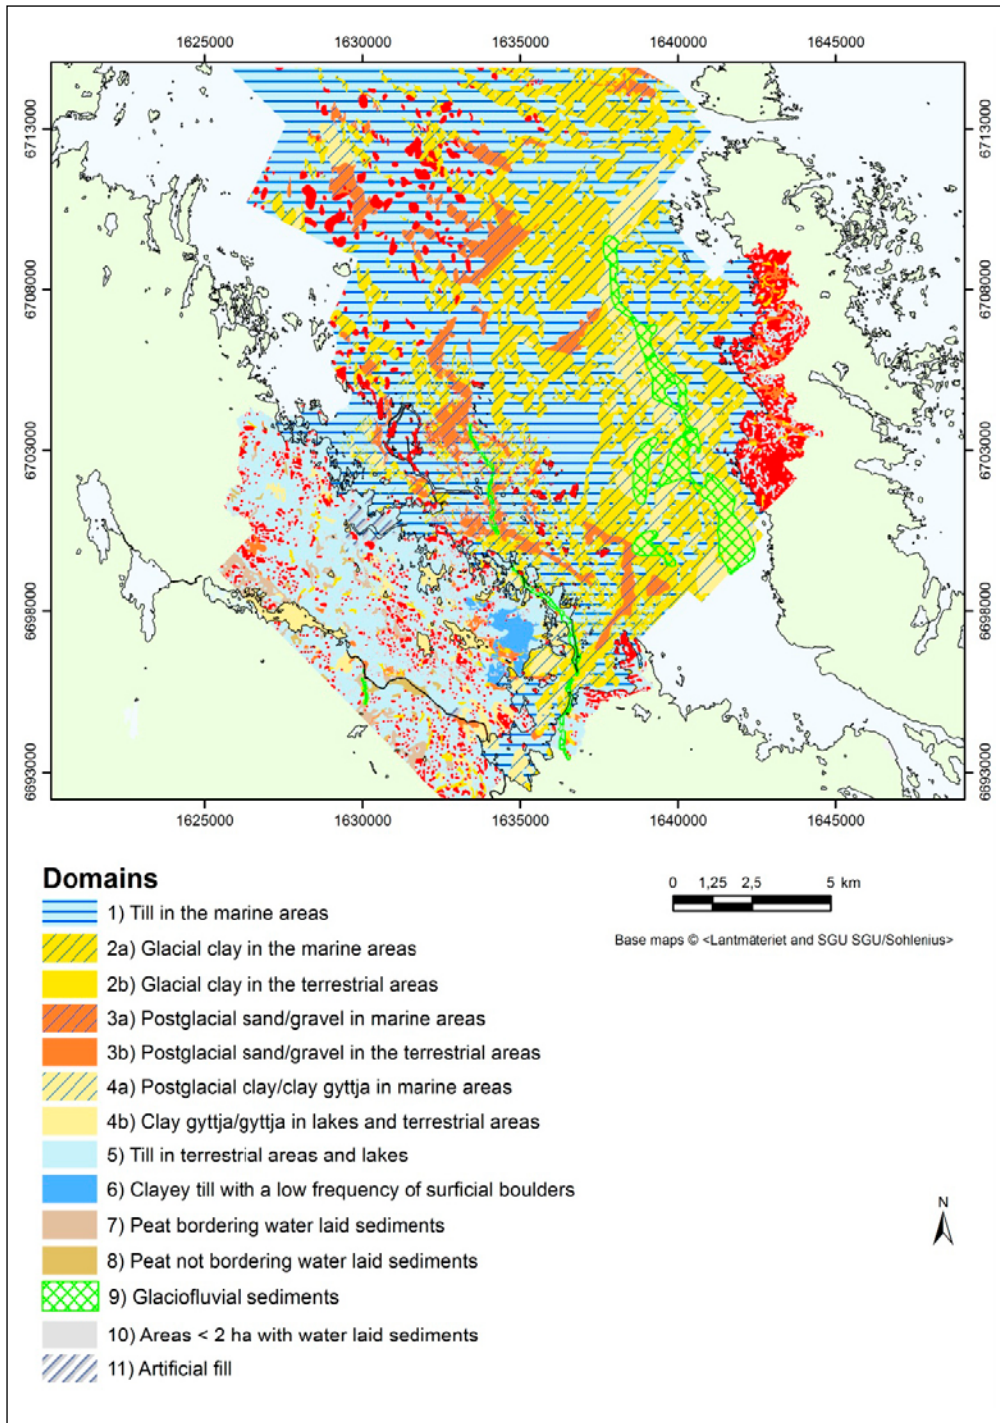 1625000 1630000 1635000 1640000 1645000
6713000 6713000
6708000 6708000
6703000 6703000
6698000 6698000
6693000 6693000
1625000 1630000 1635000 1640000 1645000
Domains
1) Till in the marine areas
2a) Glacial clay in the marine areas
2b) Glacial clay in the terrestrial areas
3a) Postglacial sand/gravel in marine areas
3b) Postglacial sand/gravel in the terrestrial areas
4a) Postglacial clay/clay gyttja in marine areas
4b) Clay gyttja/gyttja in lakes and terrestrial areas
5) Till in terrestrial areas and lakes
6) Clayey till with a low frequency of surficial boulders
7) Peat bordering water laid sediments
8) Peat not bordering water laid sediments
9) Glaciofluvial sediments
10) Areas < 2 ha with water laid sediments
11) Artificial fill
0 1,25 2,5 5 km
Base maps © <Lantmäteriet and SGU SGU/Sohlenius>
N